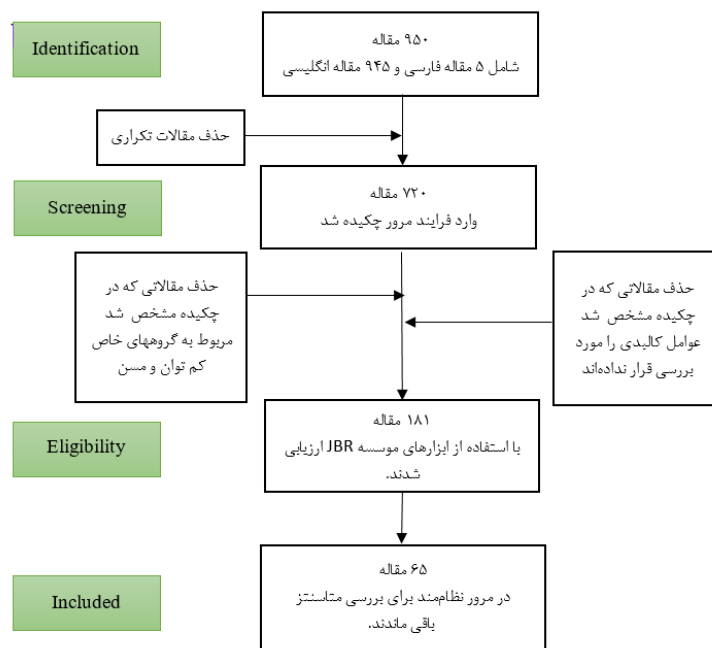 Identification
۹۵۰ مقاله
شامل ۵ مقاله فارسی و ۹۴۵ مقاله انگلیسی
حذف مقالات تکراری
Screening
۷۲۰ مقاله
وارد فرایند مرور چکیده شد
حذف مقالاتی که در
چکیده مشخص شد
مربوط به گروههای خاص
کم توان و مسن
حذف مقالاتی که در
چکیده مشخص شد
عوامل کالبدی را مورد
بررسی قرار نداده‌اند
Eligibility
۱۸۱ مقاله
با استفاده از ابزارهای موسسه JBR ارزیابی
شدند.
Included
۶۵ مقاله
در مرور نظام‌مند برای بررسی متاسنتز
باقی ماندند.